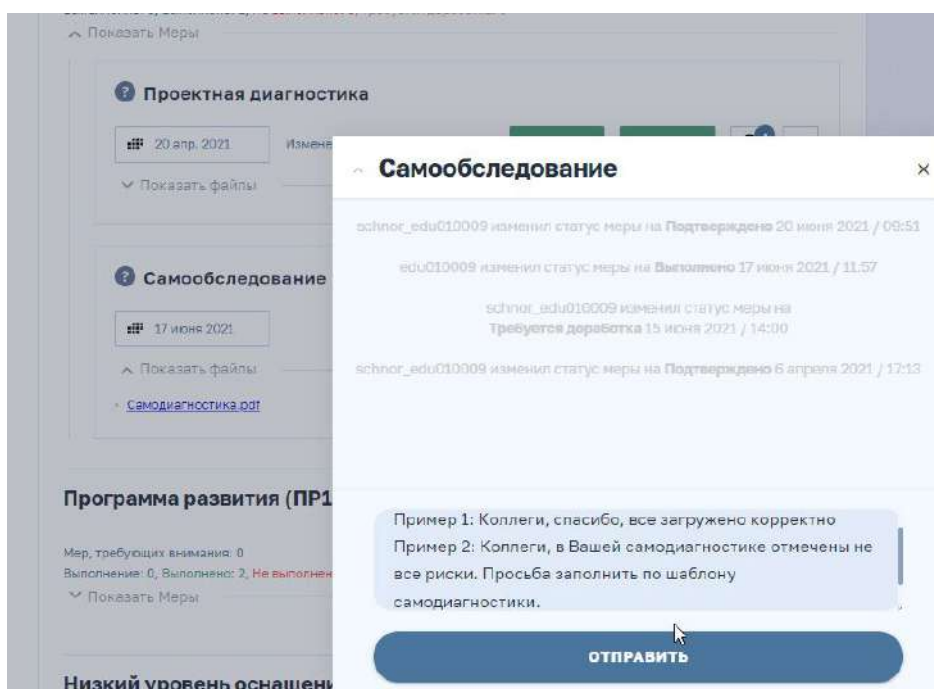 Показать Меры
Проектная диагностика
20 апр. 2021
Измене
Показать файлы
Самообследование
17 июня 2021
Показать файлы
Самодиагностика.pdf
Программа развития (ПР1
Мер, требующих внимания: 0
Выполнение: 0, Выполнено: 2, Не выполнен
Показать Меры
Низкий уровень оснащени
Самообследование
schnor_edu010009 изменил статус меры на Подтверждено 20 июня 2021 / 09:51
edu010009 изменил статус меры на Выполнено 17 июня 2021 / 11:57
schnor_edu010009 изменил статус меры на
Требуется доработка 15 июня 2021 / 14:00
schnor_edu010009 изменил статус меры на Подтверждено 6 апреля 2021 / 17:13
Пример 1: Коллеги, спасибо, все загружено корректно
Пример 2: Коллеги, в Вашей самодиагностике отмечены не
все риски. Просьба заполнить по шаблону
самодиагностики.
ОТПРАВИТЬ